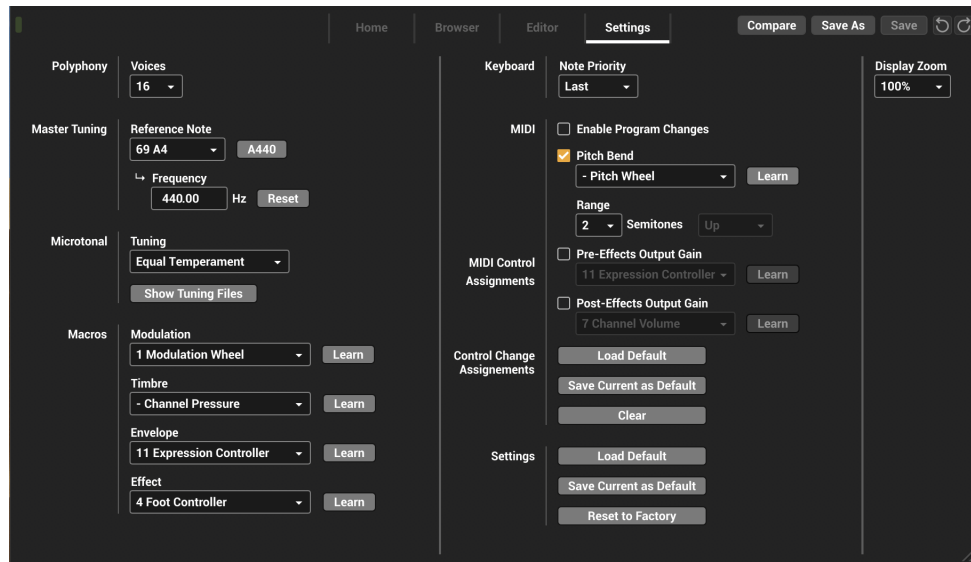 Home
Browser
Editor
Settings
Compare
Save As
Save
Polyphony
Voices
16
Master Tuning
Reference Note
69 A4
A440
Frequency
440.00
Hz
Reset
Microtonal
Tuning
Equal Temperament
Show Tuning Files
Macros
Modulation
1 Modulation Wheel
Learn
Timbre
- Channel Pressure
Learn
Envelope
11 Expression Controller
Learn
Effect
4 Foot Controller
Learn
Keyboard
Note Priority
Last
MIDI
Enable Program Changes
Pitch Bend
- Pitch Wheel
Learn
Range
2
Semitones
Up
MIDI Control
Assignments
Pre-Effects Output Gain
11 Expression Controller
Learn
Post-Effects Output Gain
7 Channel Volume
Learn
Control Change
Assignements
Load Default
Save Current as Default
Clear
Settings
Load Default
Save Current as Default
Reset to Factory
Display Zoom
100%